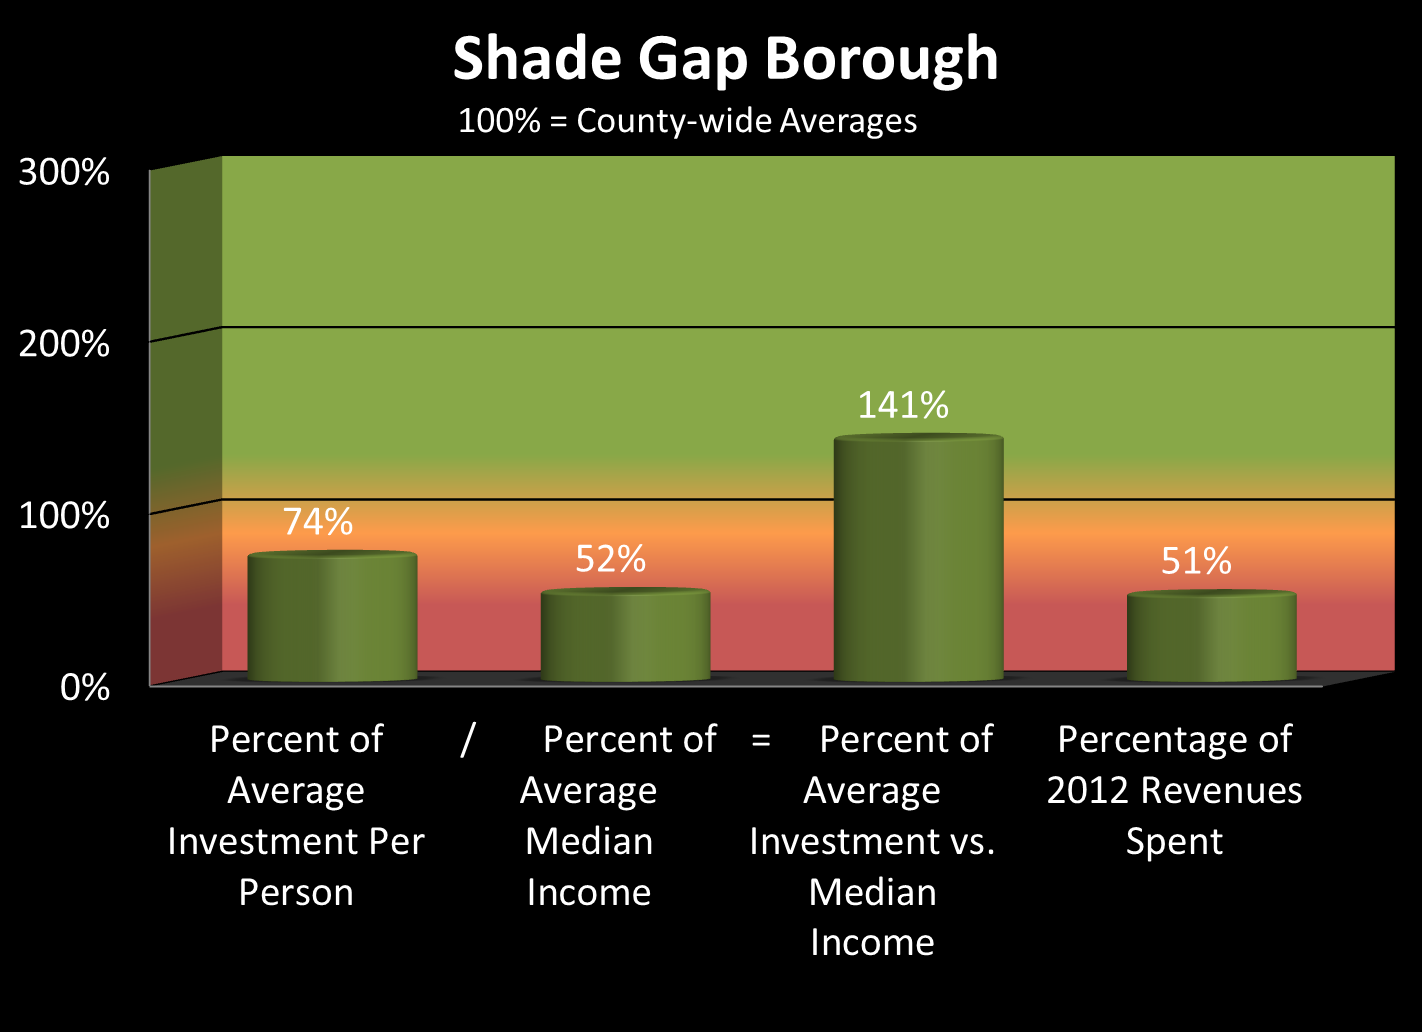 Shade Gap Borough
100% = County-wide Averages
300%
200%
100%
0%
74%
52%
141%
51%
Percent of
Average
Investment Per
Person
/
Percent of
Average
Median
Income
=
Percent of
Average
Investment vs.
Median
Income
Percentage of
2012 Revenues
Spent